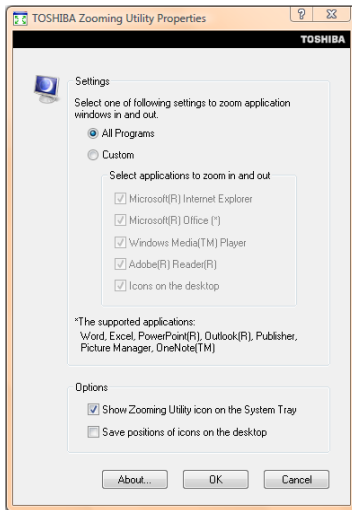 TOSHIBA Zooming Utility Properties
TOSHIBA
Settings
Select one of following settings to zoom application
windows in and out.
All Programs
Custom
Select applications to zoom in and out
Microsoft(R) Internet Explorer
Microsoft(R) Office (*)
Windows Media(TM) Player
Adobe(R) Reader(R)
Icons on the desktop
*The supported applications:
Word, Excel, PowerPoint(R), Outlook(R), Publisher,
Picture Manager, OneNote(TM)
Options
Show Zooming Utility icon on the System Tray
Save positions of icons on the desktop
About... OK Cancel